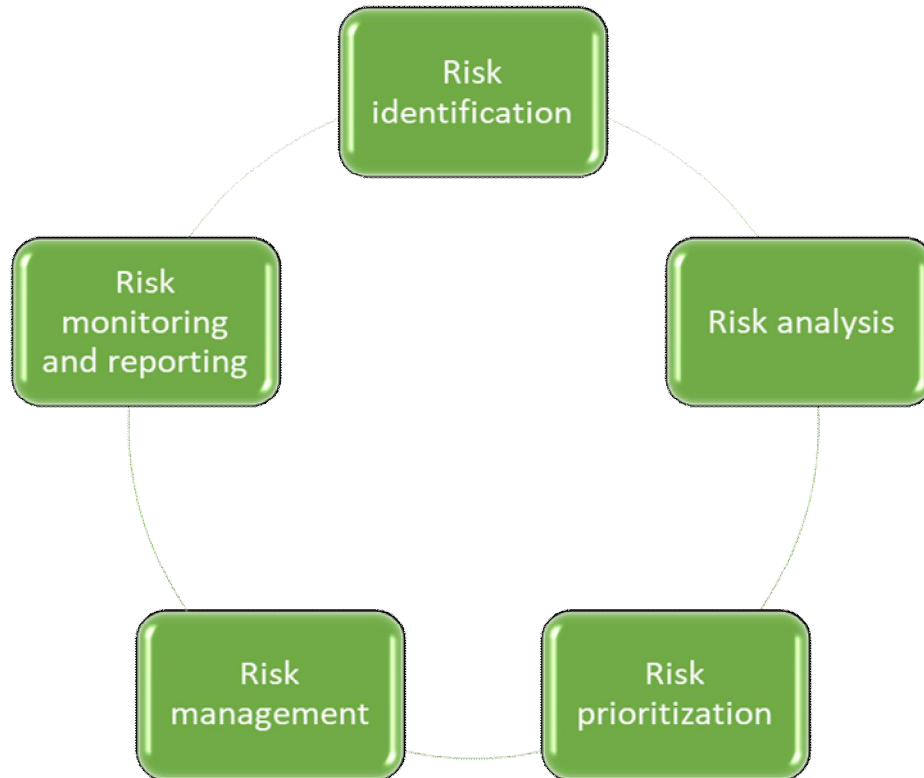 Risk
identification
Risk analysis
Risk
prioritization
Risk
management
Risk
monitoring
and reporting